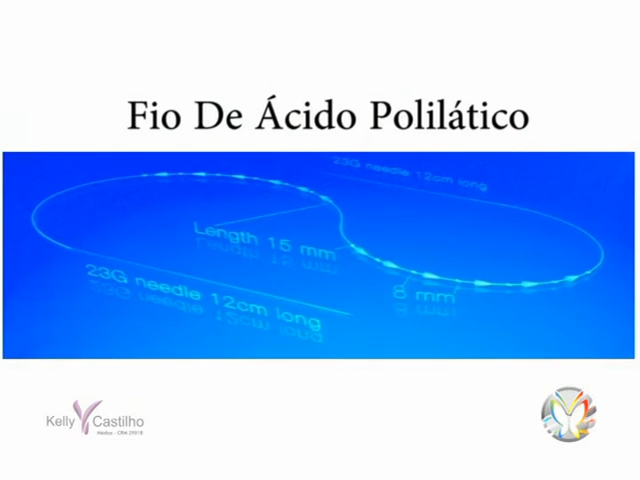 Fio De Ácido Polilático
23G needle 12cm long
Length 15 mm
8 mm
23G needle 12cm long
Kelly Castilho